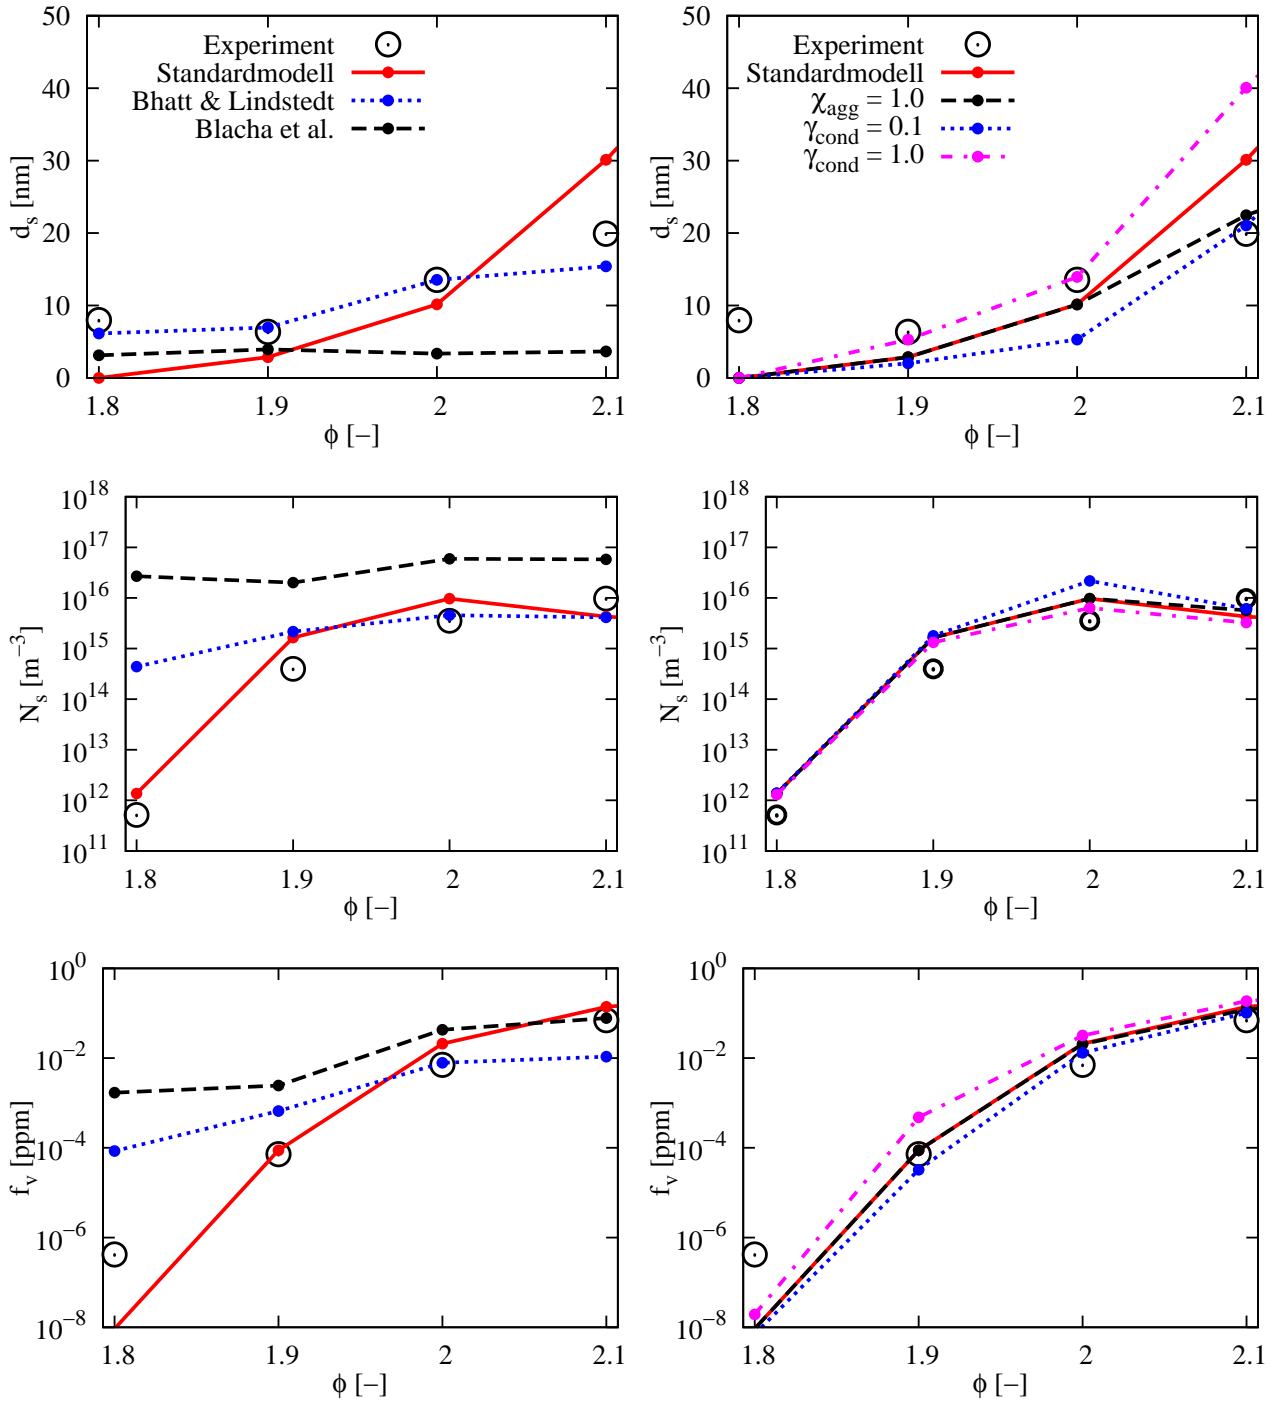 50
40
30
20
10
0
d_s [nm]
Experiment
Standardmodell
Bhatt & Lindstedt
Blacha et al.
1.8 1.9 2 2.1
ϕ [−]
50
40
30
20
10
0
d_s [nm]
Experiment
Standardmodell
χ_agg = 1.0
γ_cond = 0.1
γ_cond = 1.0
1.8 1.9 2 2.1
ϕ [−]
10^18
10^17
10^16
10^15
10^14
10^13
10^12
10^11
N_s [m^−3]
1.8 1.9 2 2.1
ϕ [−]
10^18
10^17
10^16
10^15
10^14
10^13
10^12
10^11
N_s [m^−3]
1.8 1.9 2 2.1
ϕ [−]
10^0
10^−2
10^−4
10^−6
10^−8
f_v [ppm]
1.8 1.9 2 2.1
ϕ [−]
10^0
10^−2
10^−4
10^−6
10^−8
f_v [ppm]
1.8 1.9 2 2.1
ϕ [−]